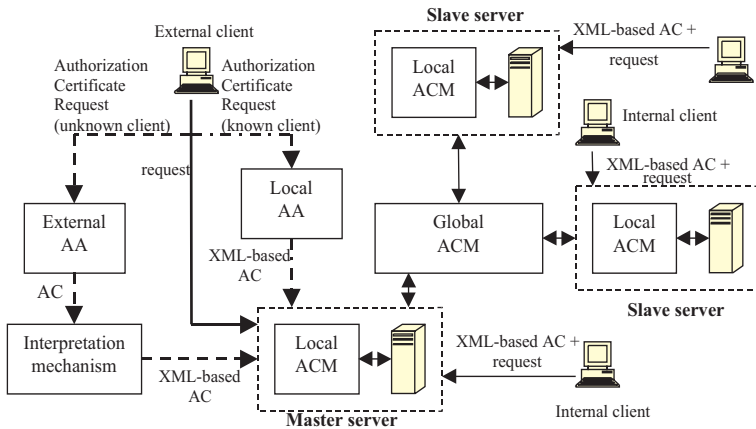 External client
Authorization
Certificate
Request
(unknown client)
Authorization
Certificate
Request
(known client)
request
External
AA
Local
AA
AC
XML-based
AC
Interpretation
mechanism
XML-based
AC
Local
ACM
Master server
Global
ACM
Slave server
Local
ACM
XML-based AC +
request
Internal client
XML-based AC +
request
Local
ACM
Slave server
XML-based AC +
request
Internal client